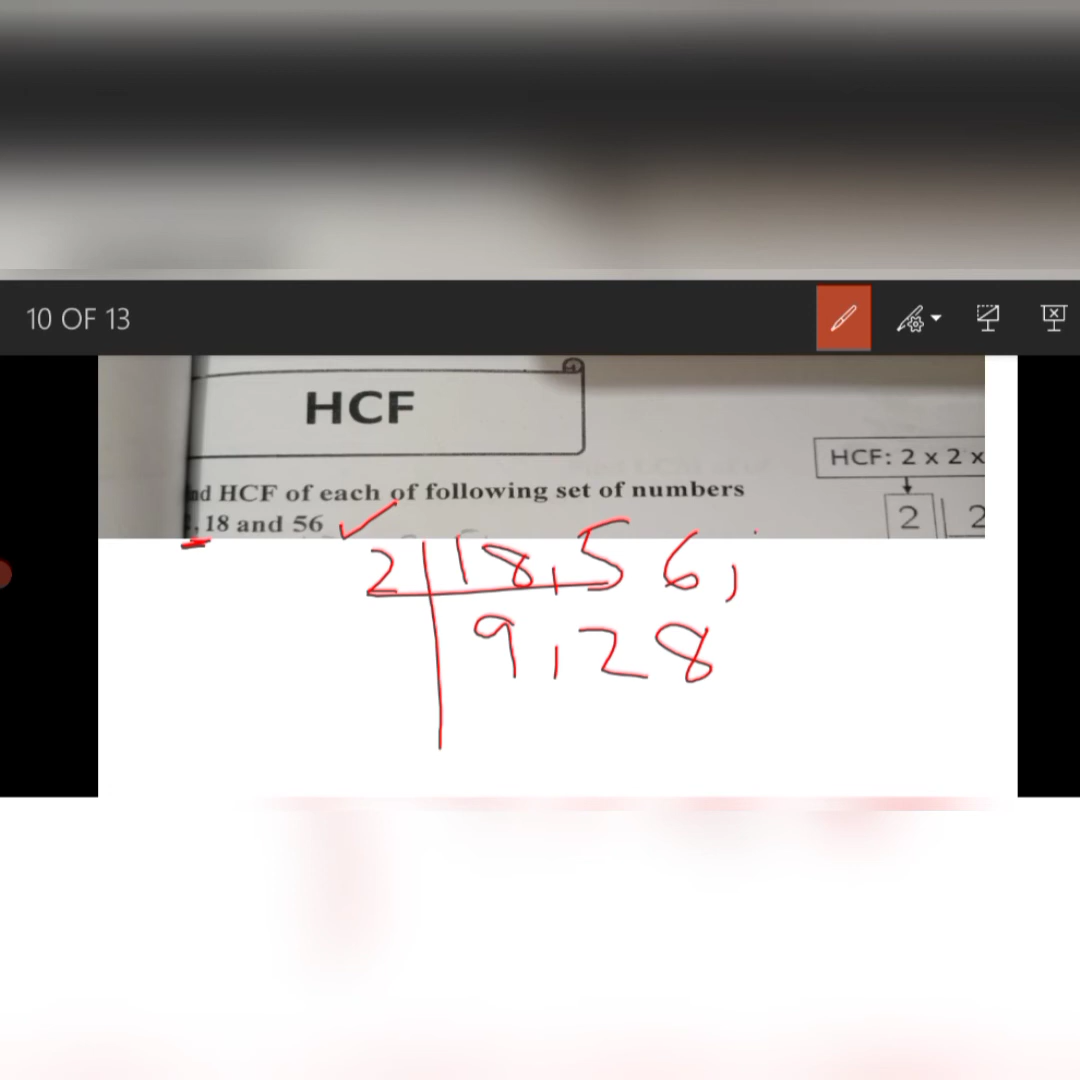 10 OF 13
HCF
HCF: 2 x 2 x
HCF of each of following set of numbers
18 and 56
2 2
2 18, 56,
9, 28